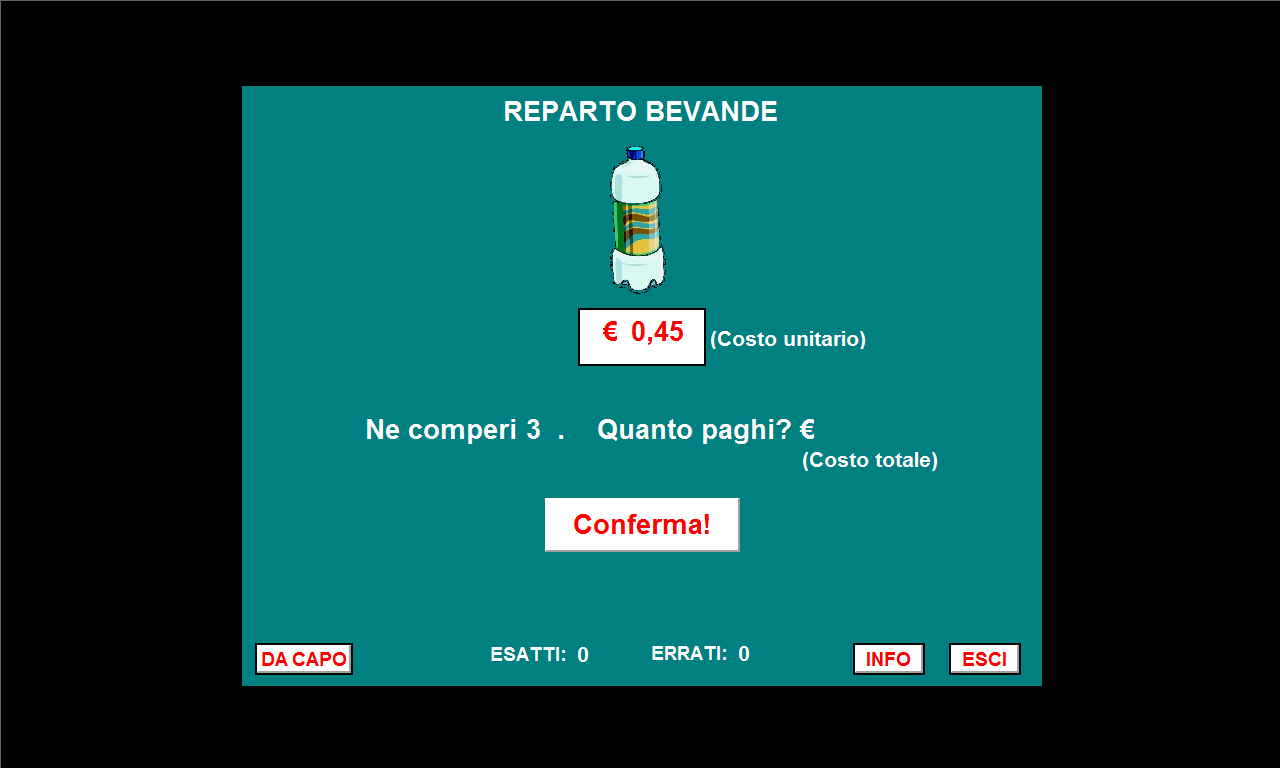 REPARTO BEVANDE
€ 0,45 (Costo unitario)
Ne comperi 3 . Quanto paghi? €
(Costo totale)
Conferma!
DA CAPO ESATTI: 0 ERRATI: 0 INFO ESCI